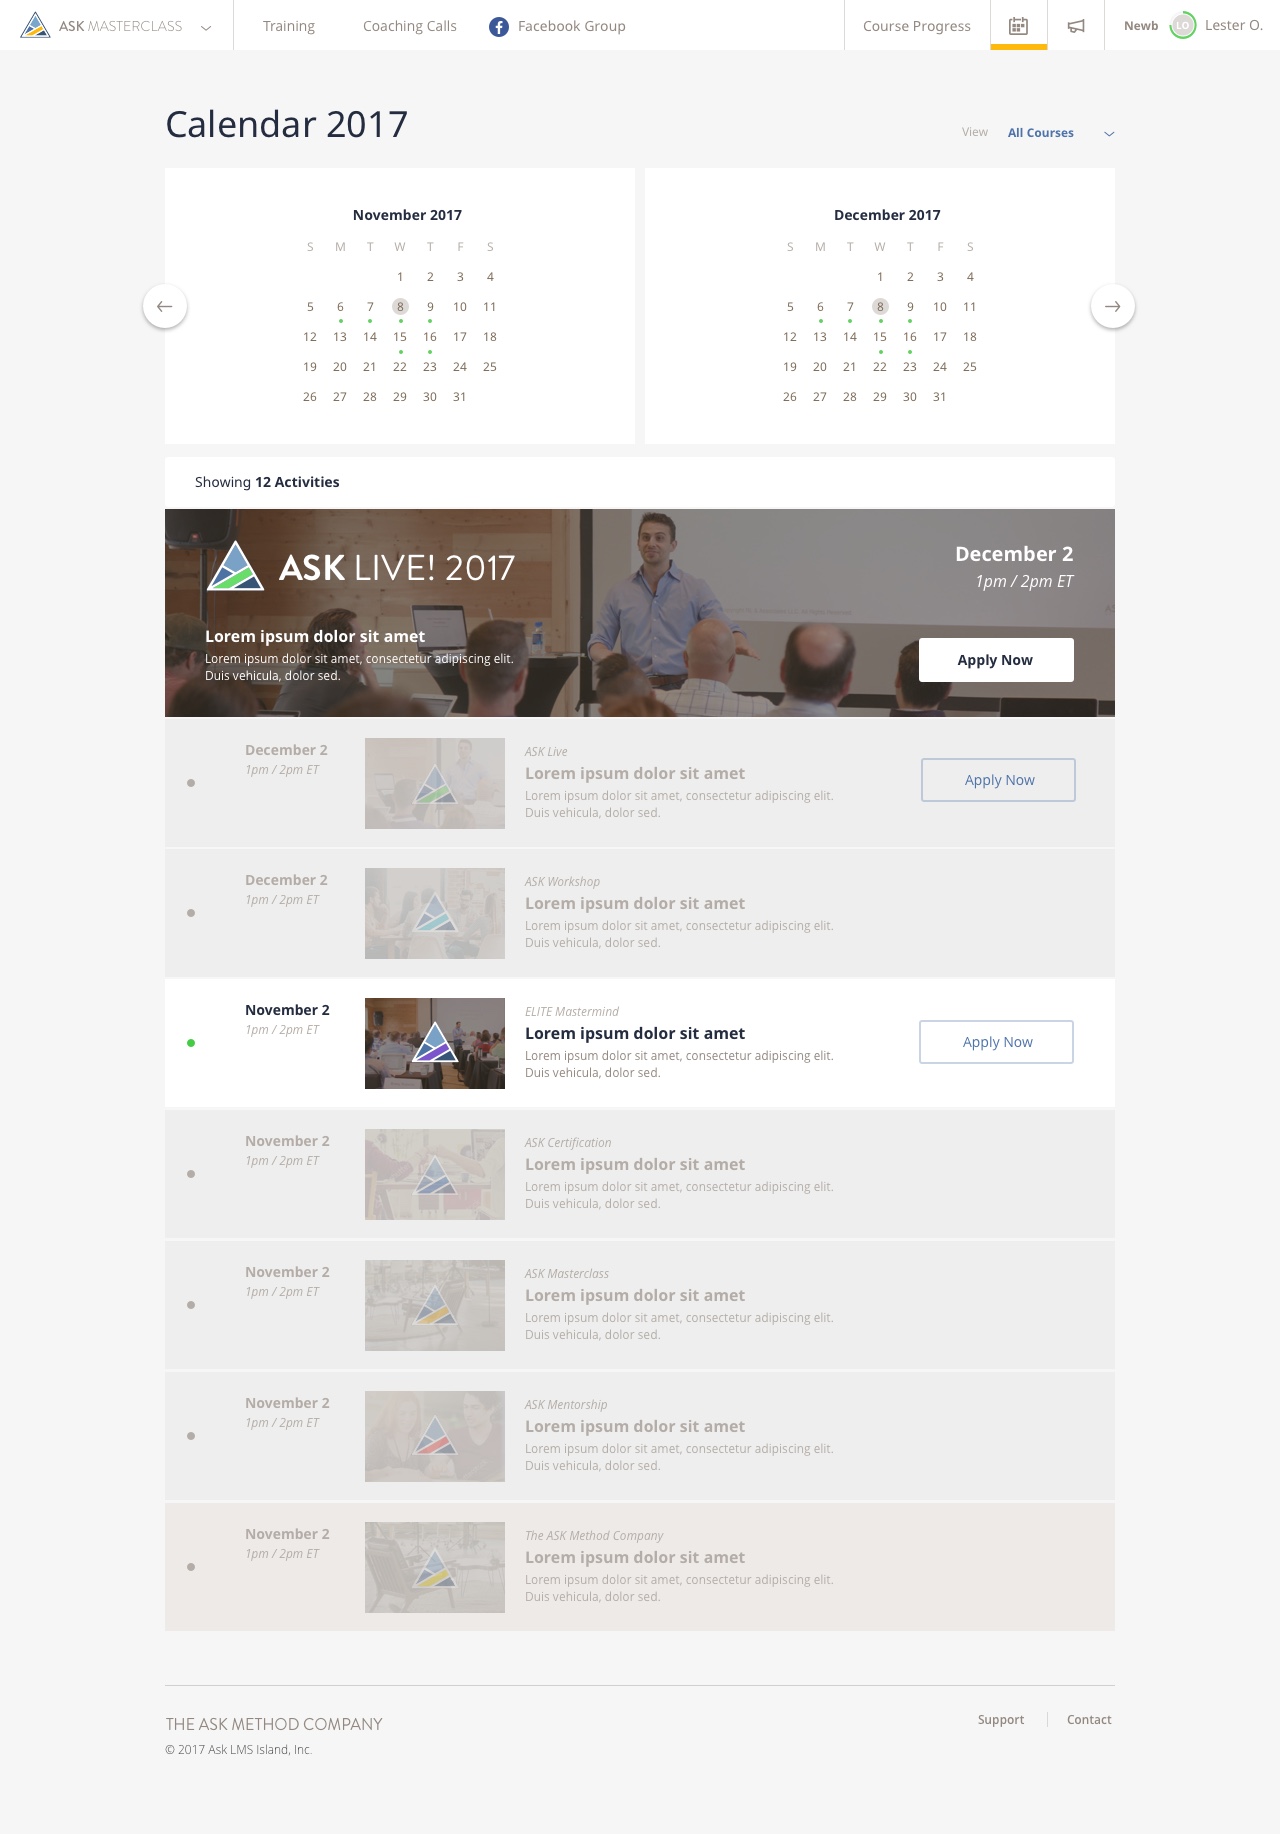 ASK MASTERCLASS
Training
Coaching Calls
Facebook Group
Course Progress
Newb
LO
Lester O.
Calendar 2017
View
All Courses
November 2017
S M T W T F S
1 2 3 4
5 6 7 8 9 10 11
12 13 14 15 16 17 18
19 20 21 22 23 24 25
26 27 28 29 30 31
December 2017
S M T W T F S
1 2 3 4
5 6 7 8 9 10 11
12 13 14 15 16 17 18
19 20 21 22 23 24 25
26 27 28 29 30 31
Showing 12 Activities
ASK LIVE! 2017
December 2
1pm / 2pm ET
Lorem ipsum dolor sit amet
Lorem ipsum dolor sit amet, consectetur adipiscing elit.
Duis vehicula, dolor sed.
Apply Now
December 2
1pm / 2pm ET
ASK Live
Lorem ipsum dolor sit amet
Lorem ipsum dolor sit amet, consectetur adipiscing elit.
Duis vehicula, dolor sed.
Apply Now
December 2
1pm / 2pm ET
ASK Workshop
Lorem ipsum dolor sit amet
Lorem ipsum dolor sit amet, consectetur adipiscing elit.
Duis vehicula, dolor sed.
November 2
1pm / 2pm ET
ELITE Mastermind
Lorem ipsum dolor sit amet
Lorem ipsum dolor sit amet, consectetur adipiscing elit.
Duis vehicula, dolor sed.
Apply Now
November 2
1pm / 2pm ET
ASK Certification
Lorem ipsum dolor sit amet
Lorem ipsum dolor sit amet, consectetur adipiscing elit.
Duis vehicula, dolor sed.
November 2
1pm / 2pm ET
ASK Masterclass
Lorem ipsum dolor sit amet
Lorem ipsum dolor sit amet, consectetur adipiscing elit.
Duis vehicula, dolor sed.
November 2
1pm / 2pm ET
ASK Mentorship
Lorem ipsum dolor sit amet
Lorem ipsum dolor sit amet, consectetur adipiscing elit.
Duis vehicula, dolor sed.
November 2
1pm / 2pm ET
The ASK Method Company
Lorem ipsum dolor sit amet
Lorem ipsum dolor sit amet, consectetur adipiscing elit.
Duis vehicula, dolor sed.
THE ASK METHOD COMPANY
© 2017 Ask LMS Island, Inc.
Support
Contact